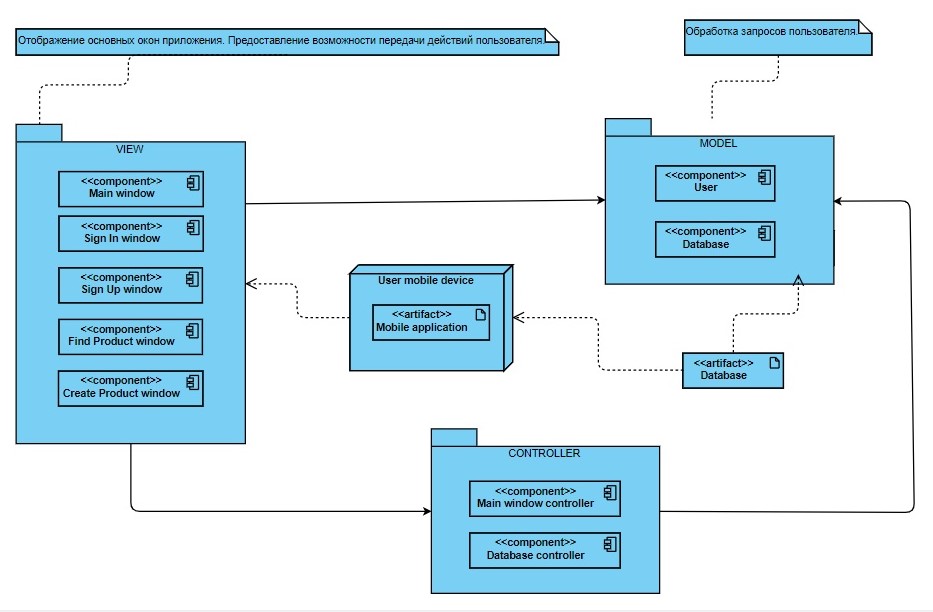 Отображение основных окон приложения. Предоставление возможности передачи действий пользователя.
Обработка запросов пользователя.
VIEW
<<component>>
Main window
<<component>>
Sign In window
<<component>>
Sign Up window
<<component>>
Find Product window
<<component>>
Create Product window
MODEL
<<component>>
User
<<component>>
Database
User mobile device
<<artifact>>
Mobile application
<<artifact>>
Database
CONTROLLER
<<component>>
Main window controller
<<component>>
Database controller